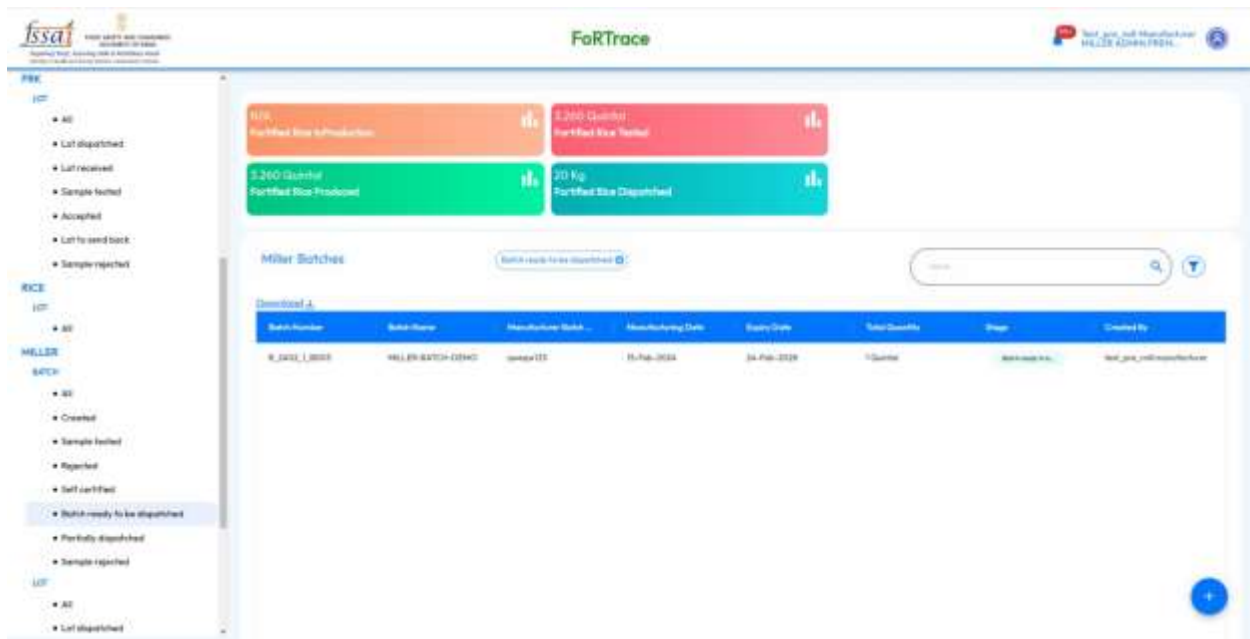 fssai
FoRTrace
PRK
LOT
All
Lot dispatched
Lot received
Sample tested
Accepted
Lot to send back
Sample rejected
RICE
LOT
All
MILLER
BATCH
All
Created
Sample tested
Rejected
Self certified
Batch ready to be dispatched
Partially dispatched
Sample rejected
LOT
All
Lot dispatched
N/A
Fortified Rice InProduction
3.260 Quintal
Fortified Rice Tested
3.260 Quintal
Fortified Rice Produced
20 Kg
Fortified Rice Dispatched
Miller Batches
Batch ready to be dispatched
Download
Batch Number Batch Name Manufacturer Batch ... Manufacturing Date Expiry Date Total Quantity Stage Created By
MILLER-BATCH-DEMO 15-Feb-2024 1 Quintal